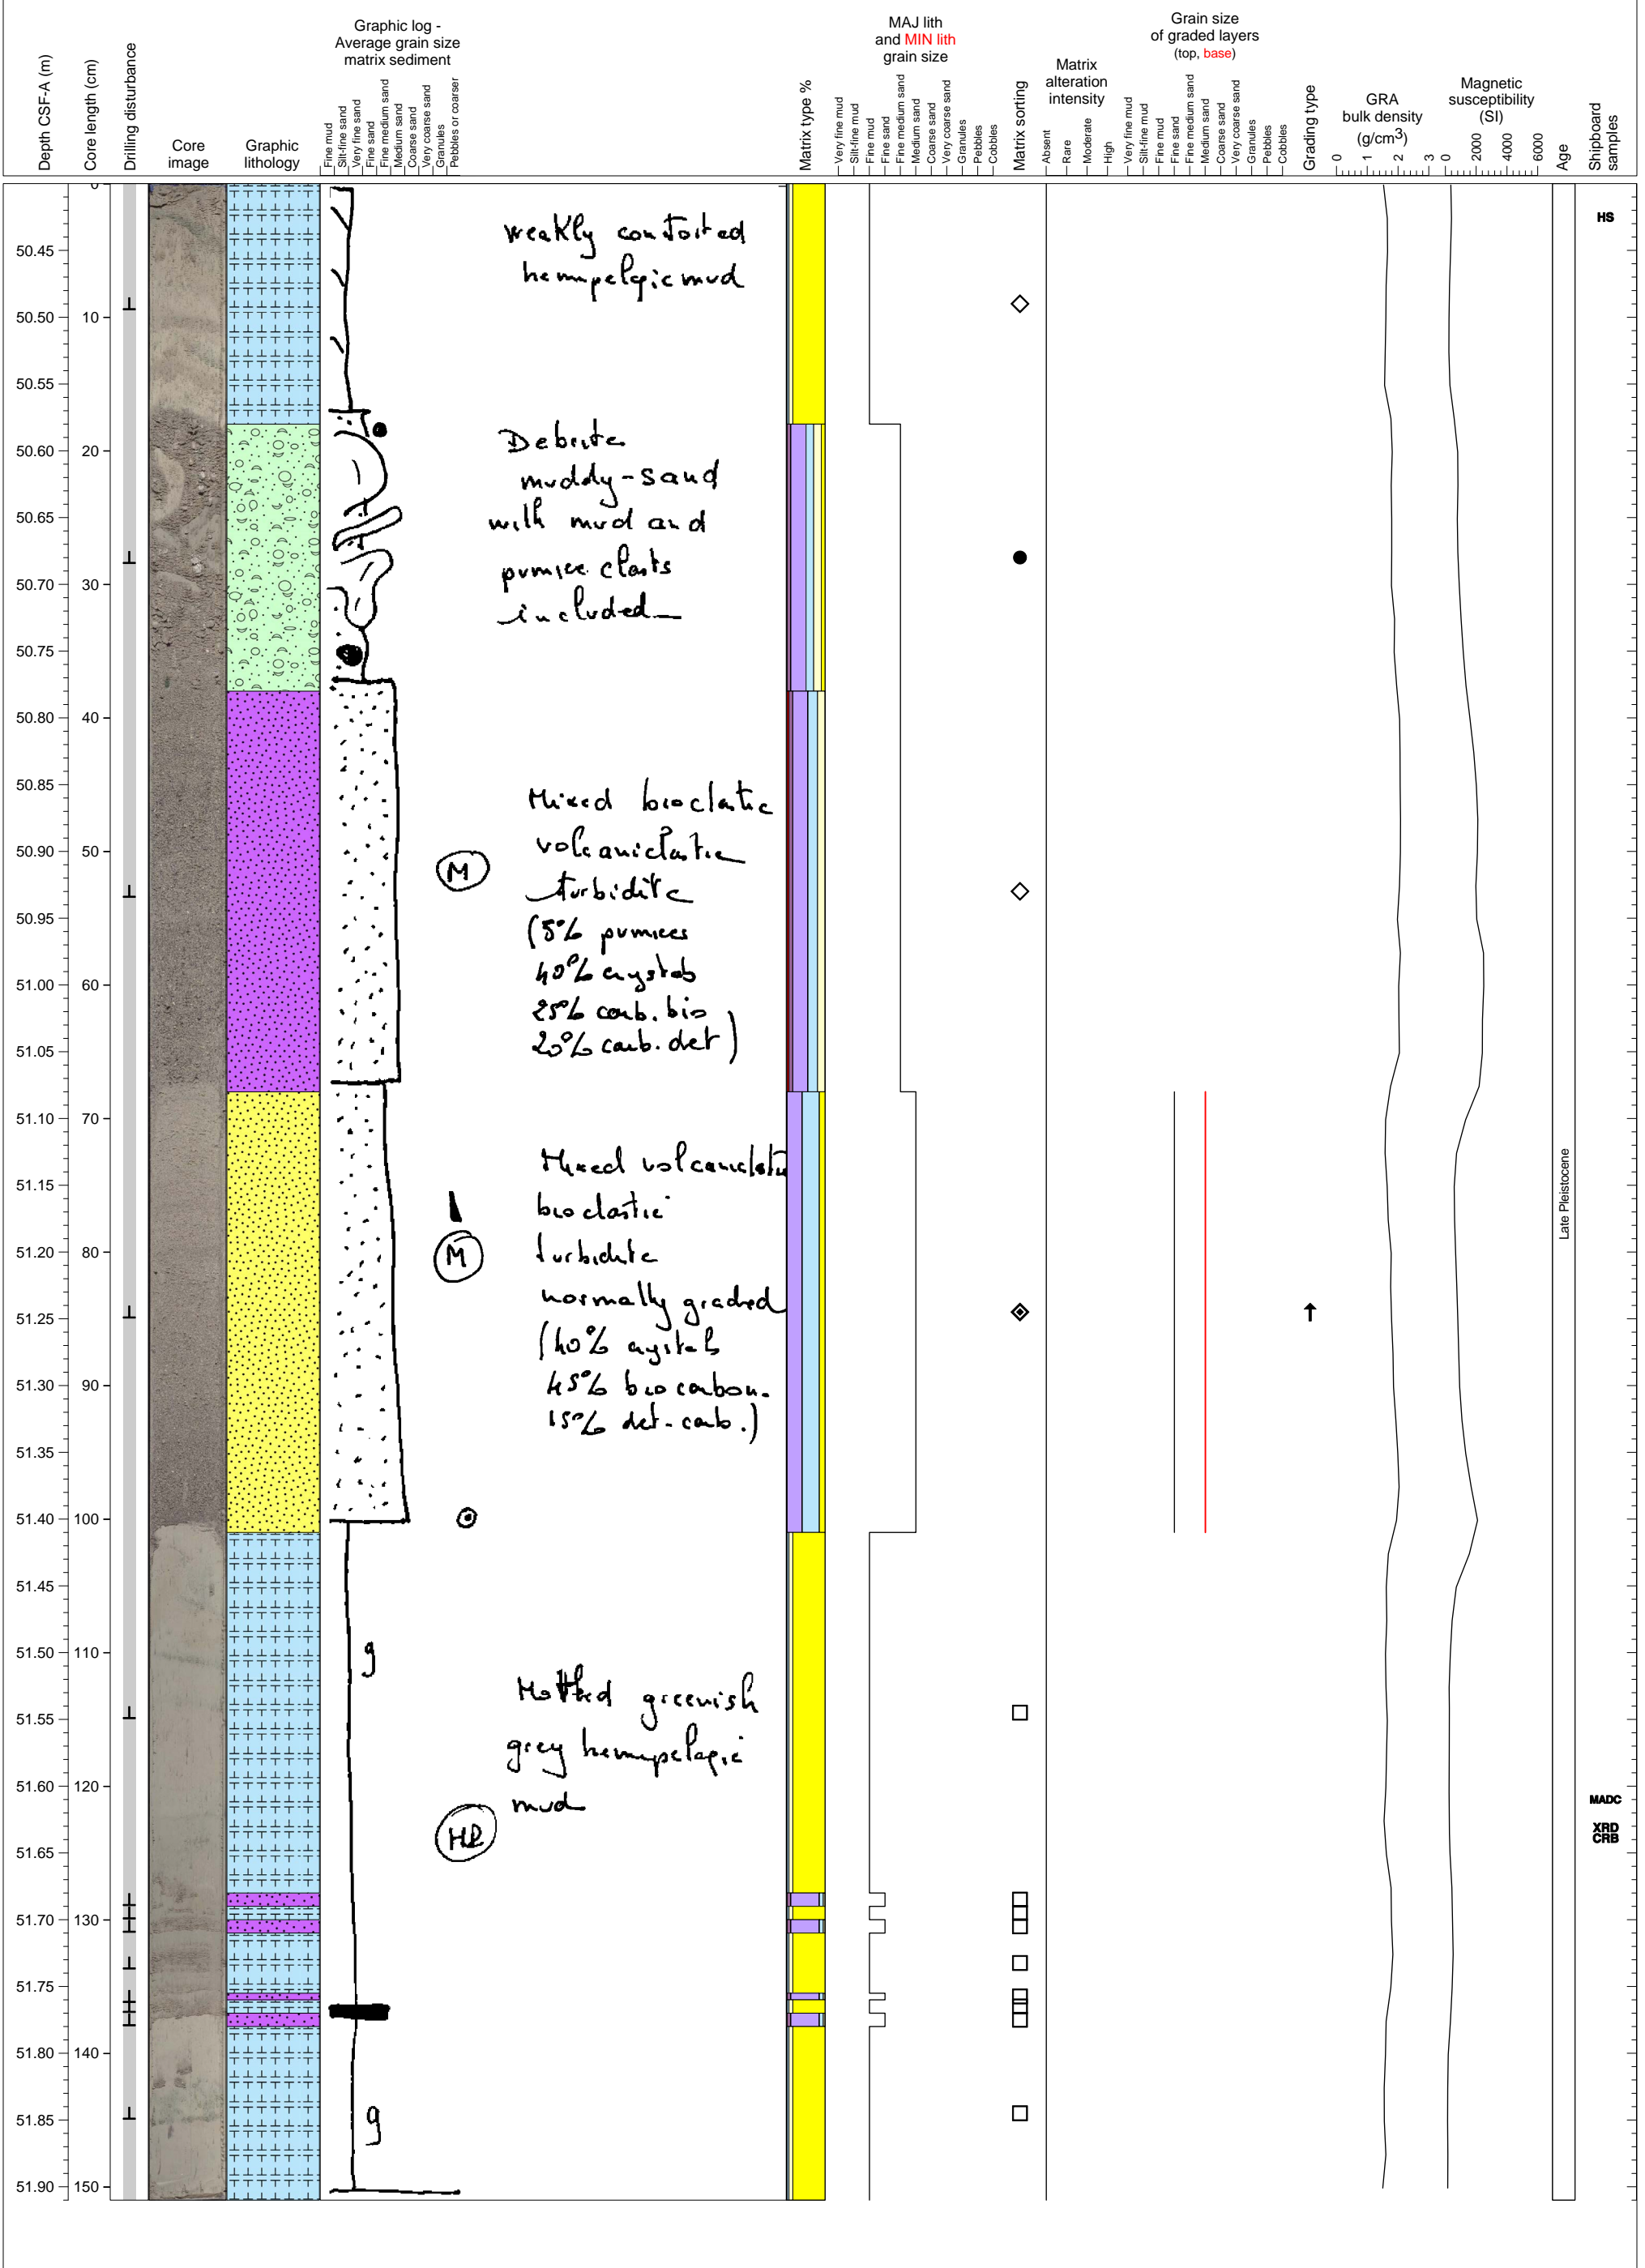 Depth CSF-A (m)
Core length (cm)
Drilling disturbance
Core
image
Graphic
lithology
Graphic log -
Average grain size
matrix sediment
Fine mud
Slit-fine sand
Very fine sand
Fine sand
Fine medium sand
Medium sand
Coarse sand
Very coarse sand
Granules
Pebbles or coarser
Matrix type %
MAJ lith
and MIN lith
grain size
Very fine mud
Silt-fine mud
Fine mud
Fine sand
Fine medium sand
Medium sand
Coarse sand
Very coarse sand
Granules
Pebbles
Cobbles
Matrix sorting
Matrix
alteration
intensity
Absent
Rare
Moderate
High
Grain size
of graded layers
(top, base)
Very fine mud
Silt-fine mud
Fine mud
Fine sand
Fine medium sand
Medium sand
Coarse sand
Very coarse sand
Granules
Pebbles
Cobbles
Grading type
GRA
bulk density
(g/cm3)
0 1 2 3
Magnetic
susceptibility
(SI)
0 2000 4000 6000
Age
Shipboard
samples
0
50.45
50.50 10
50.55
50.60 20
50.65
50.70 30
50.75
50.80 40
50.85
50.90 50
50.95
51.00 60
51.05
51.10 70
51.15
51.20 80
51.25
51.30 90
51.35
51.40 100
51.45
51.50 110
51.55
51.60 120
51.65
51.70 130
51.75
51.80 140
51.85
51.90 150
weakly contorted
hemipelgic mud
Debrite
muddy-sand
with mud and
pumice clasts
included
Mixed bioclastic
volcaniclastic
turbidite
(5% pumices
40% crystals
25% carb. bio
20% carb. det)
M
Mixed volcaniclastic
bioclastic
turbidite
normally graded
(40% crystals
45% bio carbon.
15% det-carb.)
M
g
Mottled greenish
grey hemipelagic
mud
HP
g
Late Pleistocene
HS
MADC
XRD
CRB